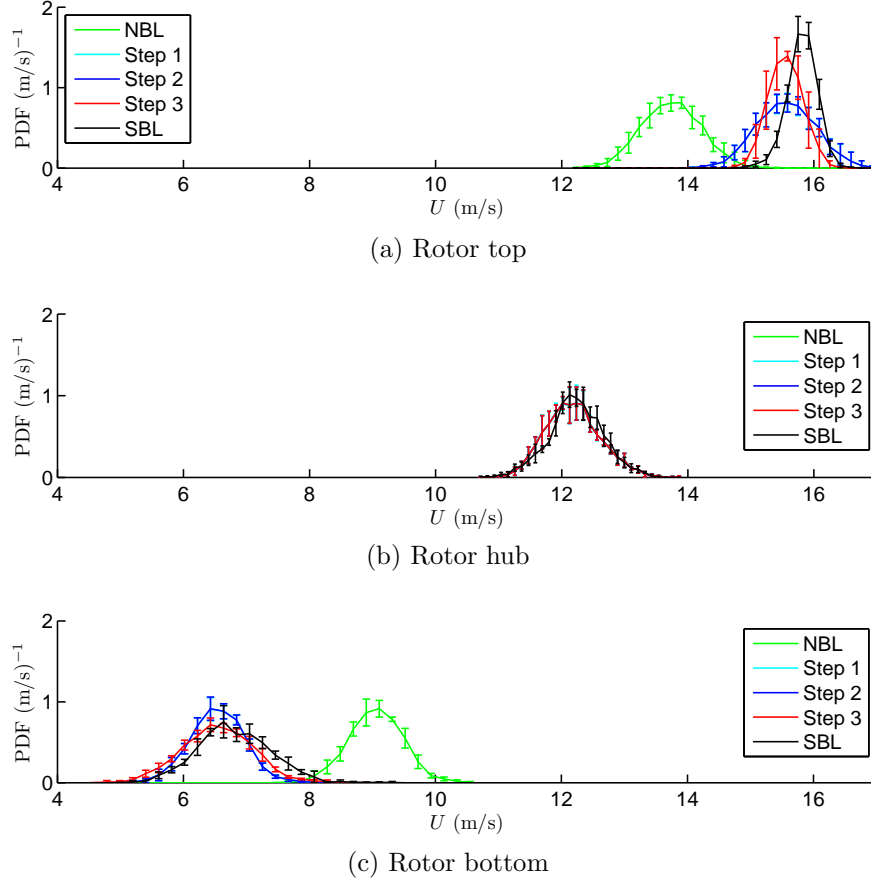 2
1
0
PDF (m/s)⁻¹
NBL
Step 1
Step 2
Step 3
SBL
4 6 8 10 12 14 16
U (m/s)
(a) Rotor top
2
1
0
PDF (m/s)⁻¹
NBL
Step 1
Step 2
Step 3
SBL
4 6 8 10 12 14 16
U (m/s)
(b) Rotor hub
2
1
0
PDF (m/s)⁻¹
NBL
Step 1
Step 2
Step 3
SBL
4 6 8 10 12 14 16
U (m/s)
(c) Rotor bottom